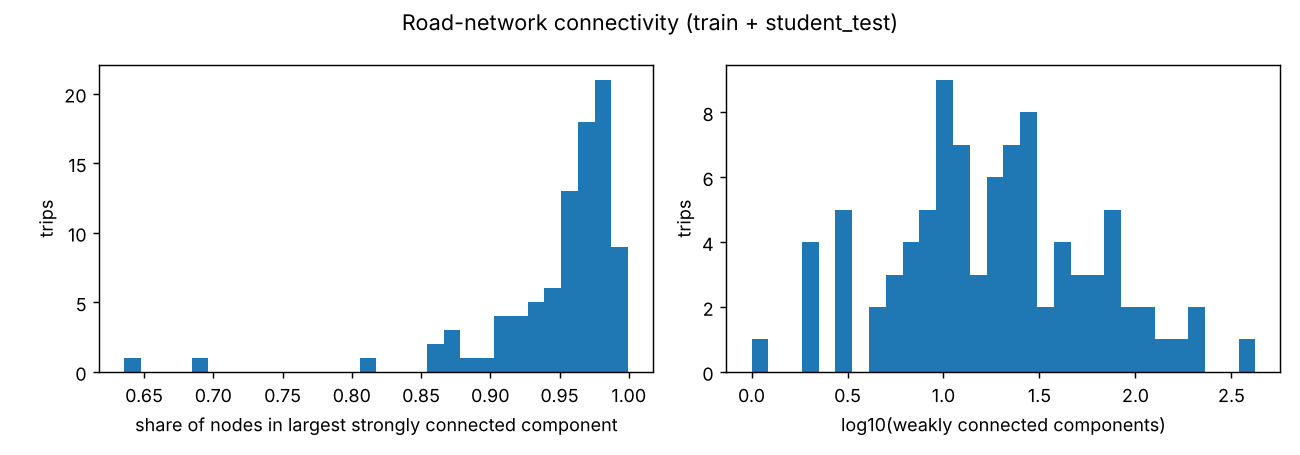 Road-network connectivity (train + student_test)
trips
20
15
10
5
0
0.65 0.70 0.75 0.80 0.85 0.90 0.95 1.00
share of nodes in largest strongly connected component
trips
8
6
4
2
0
0.0 0.5 1.0 1.5 2.0 2.5
log10(weakly connected components)